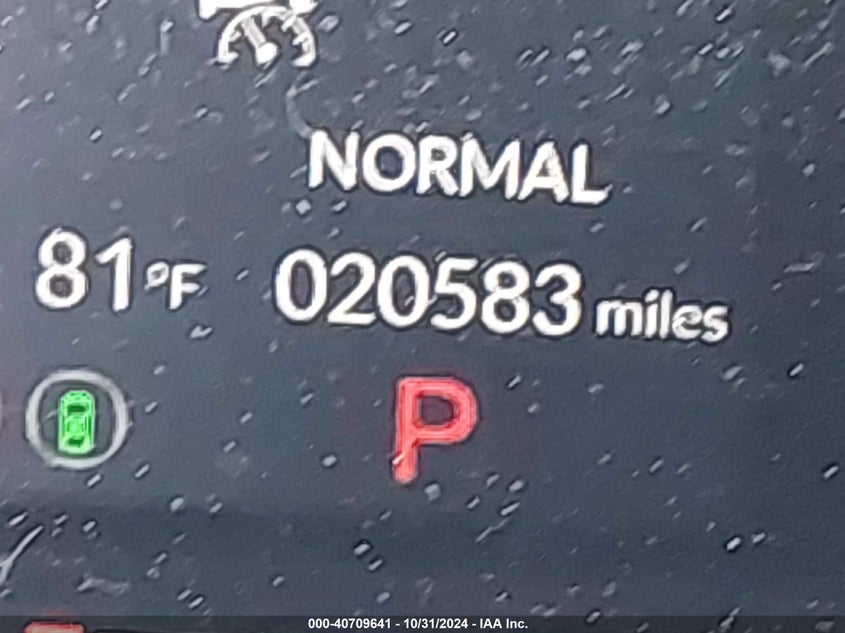 NORMAL
81°F 020583 miles
P
000-40709641 - 10/31/2024 - IAA Inc.